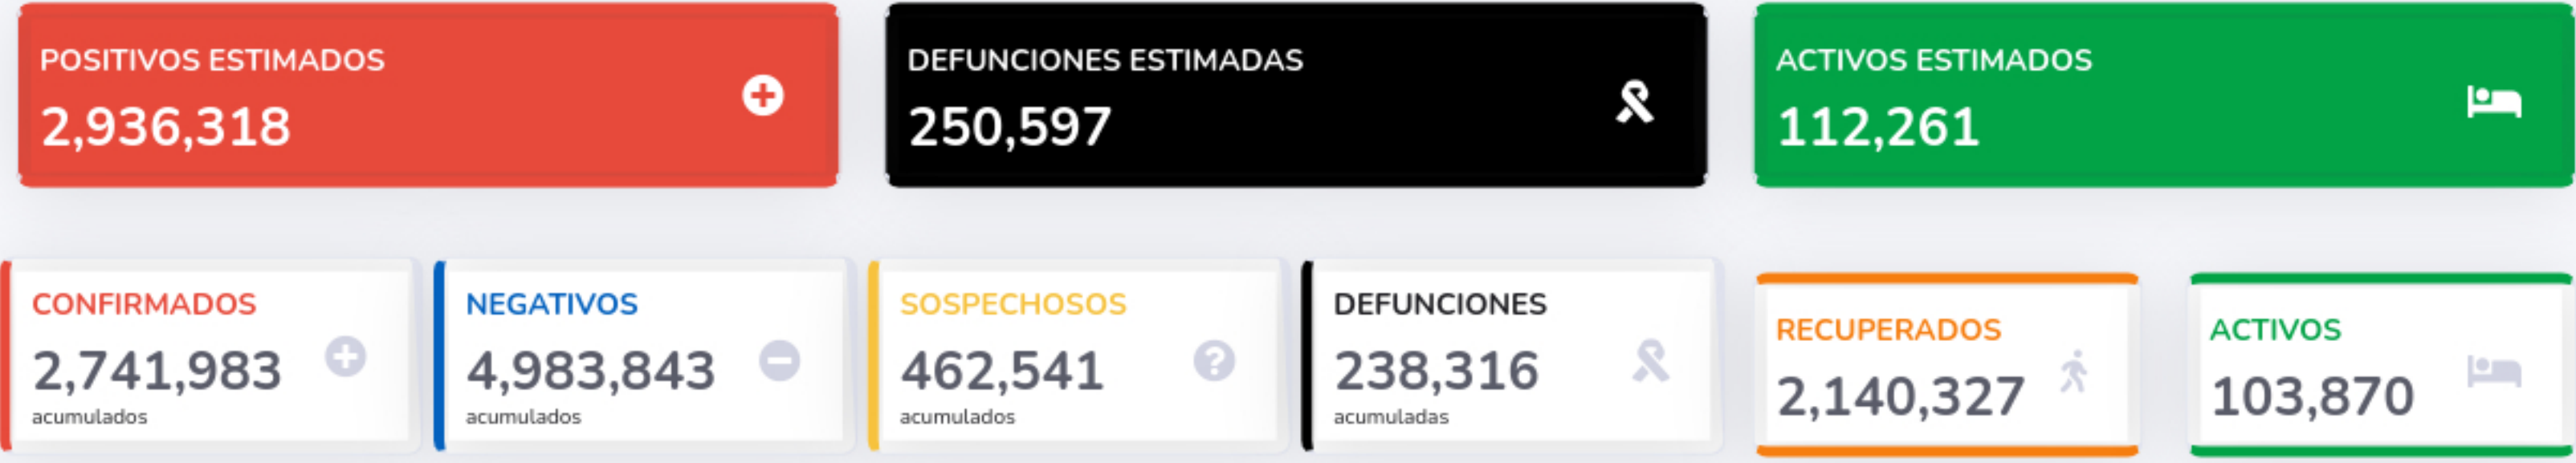 POSITIVOS ESTIMADOS
2,936,318
DEFUNCIONES ESTIMADAS
250,597
ACTIVOS ESTIMADOS
112,261
CONFIRMADOS
2,741,983
acumulados
NEGATIVOS
4,983,843
acumulados
SOSPECHOSOS
462,541
acumulados
DEFUNCIONES
238,316
acumuladas
RECUPERADOS
2,140,327
ACTIVOS
103,870